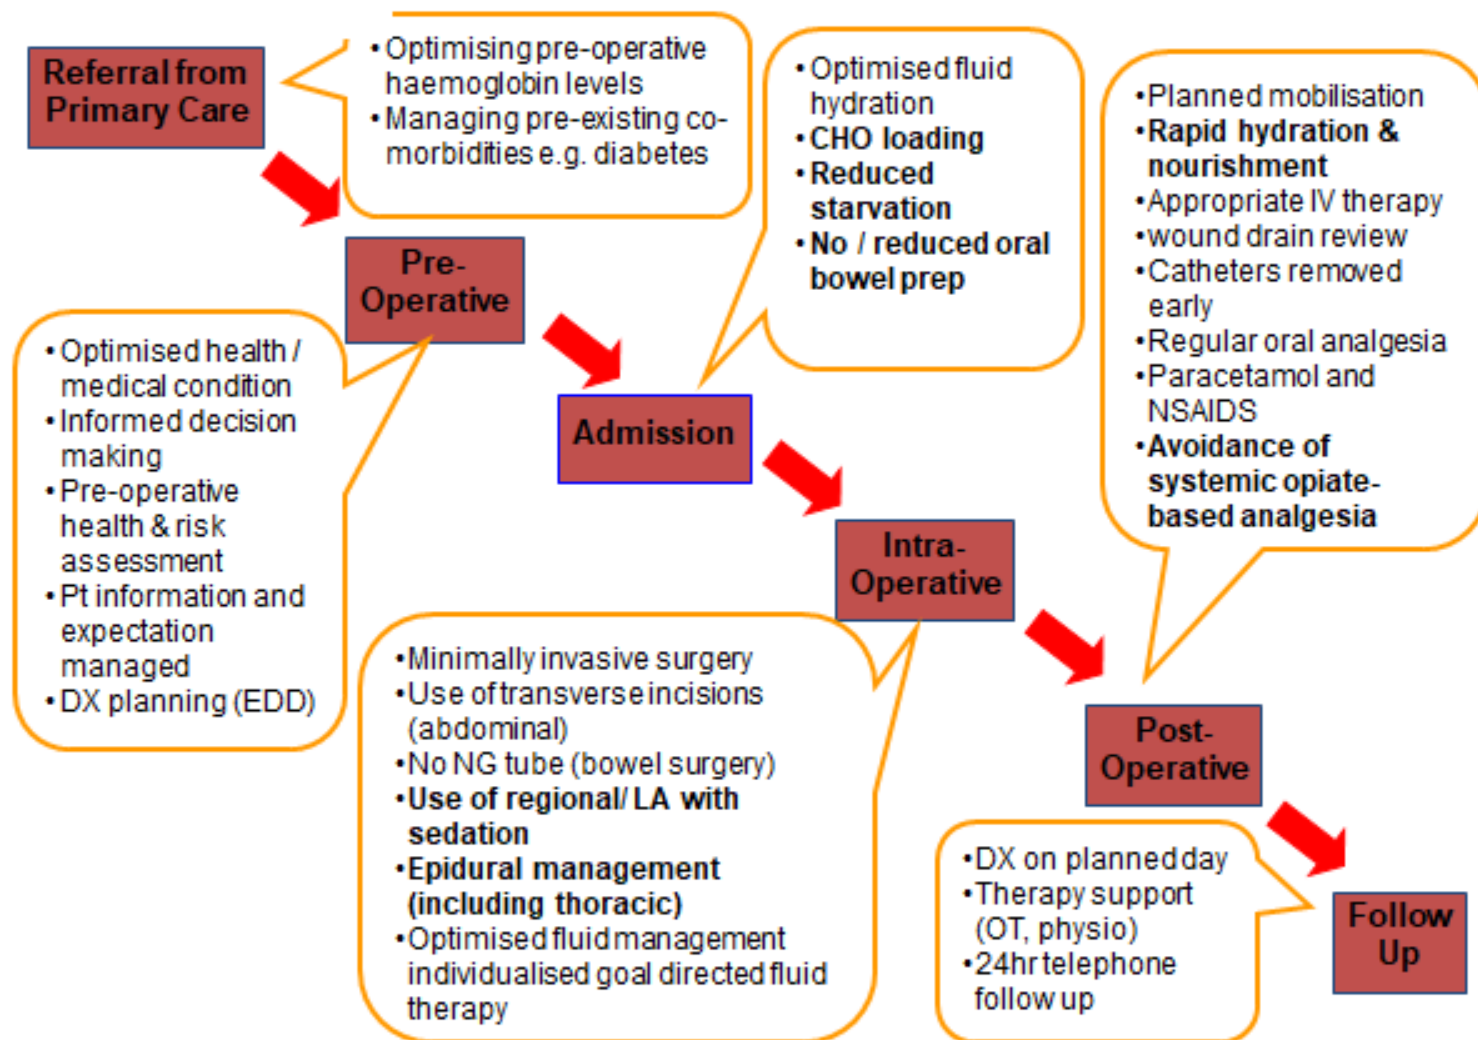 Referral from
Primary Care
• Optimising pre-operative
haemoglobin levels
• Managing pre-existing co-
morbidities e.g. diabetes
Pre-
Operative
• Optimised health /
medical condition
• Informed decision
making
• Pre-operative
health & risk
assessment
• Pt information and
expectation
managed
• DX planning (EDD)
• Optimised fluid
hydration
• CHO loading
• Reduced
starvation
• No / reduced oral
bowel prep
Admission
Intra-
Operative
• Minimally invasive surgery
• Use of transverse incisions
(abdominal)
• No NG tube (bowel surgery)
• Use of regional/ LA with
sedation
• Epidural management
(including thoracic)
• Optimised fluid management
individualised goal directed fluid
therapy
• Planned mobilisation
• Rapid hydration &
nourishment
• Appropriate IV therapy
• wound drain review
• Catheters removed
early
• Regular oral analgesia
• Paracetamol and
NSAIDS
• Avoidance of
systemic opiate-
based analgesia
Post-
Operative
• DX on planned day
• Therapy support
(OT, physio)
• 24hr telephone
follow up
Follow
Up